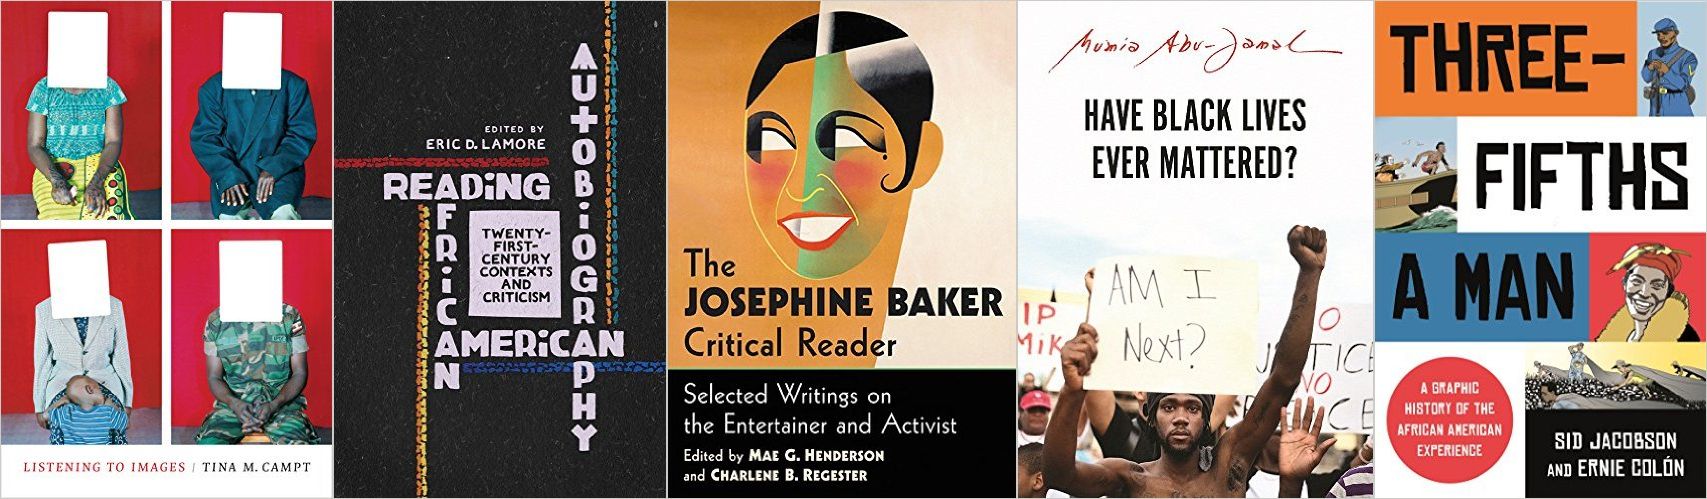 LISTENING TO IMAGES / TINA M. CAMPT
EDITED BY
ERIC D. LAMORE
READiNG
AFRiCAN
AMERiCAN
AUtOBiOGRAPHY
TWENTY-
FIRST-
CENTURY
CONTEXTS
AND
CRITICISM
The
JOSEPHINE BAKER
Critical Reader
Selected Writings on
the Entertainer and Activist
Edited by MAE G. HENDERSON
and CHARLENE B. REGESTER
Mumia Abu-Jamal
HAVE BLACK LIVES
EVER MATTERED?
AM I
Next?
IP
MiK
NO
THREE-
FIFTHS
A MAN
A GRAPHIC
HISTORY OF THE
AFRICAN AMERICAN
EXPERIENCE
SID JACOBSON
AND ERNIE COLÓN